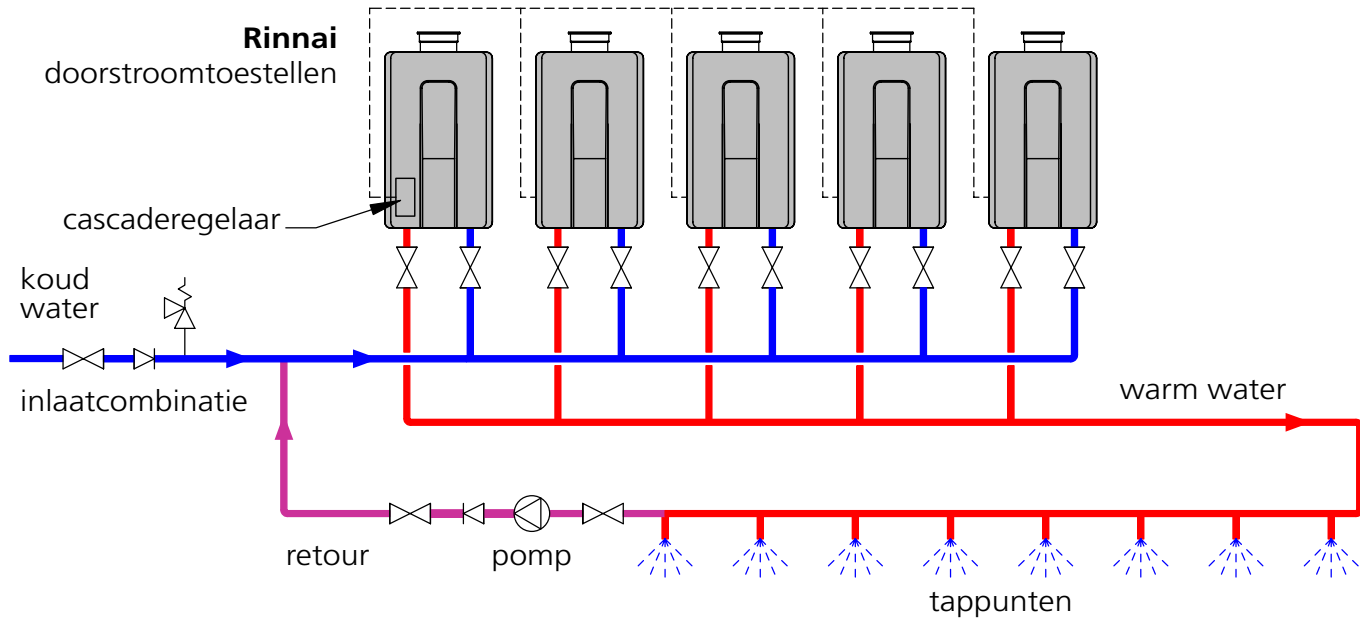 Rinnai
doorstroomtoestellen
cascaderegelaar
koud
water
inlaatcombinatie
warm water
retour
pomp
tappunten